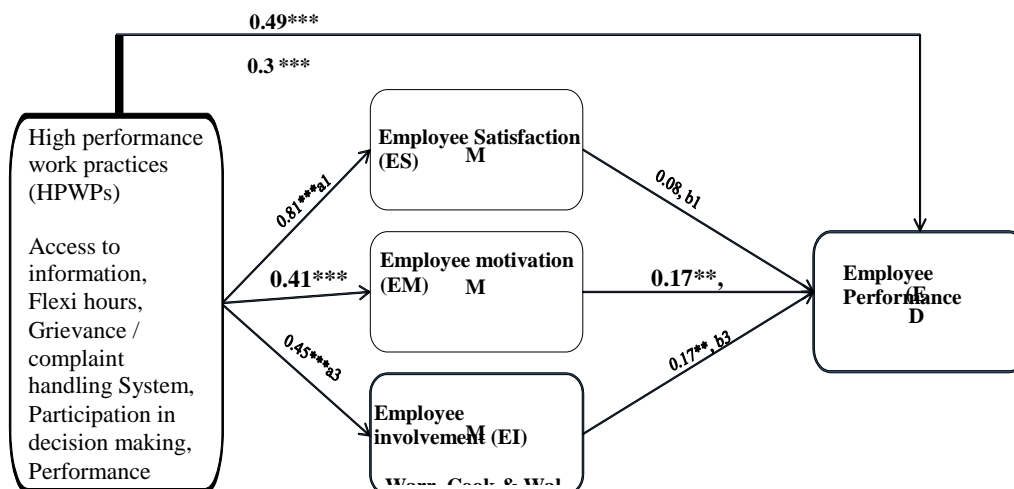 0.49***
0.3 ***
High performance
work practices
(HPWPs)
Access to
information,
Flexi hours,
Grievance /
complaint
handling System,
Participation in
decision making,
Performance
Employee Satisfaction
(ES)
M
0.81***a1
0.08, b1
Employee motivation
(EM)
M
0.41***
0.17**,
0.45***a3
0.17**, b3
Employee
involvement (EI)
M
Employee
Performance
(E
D